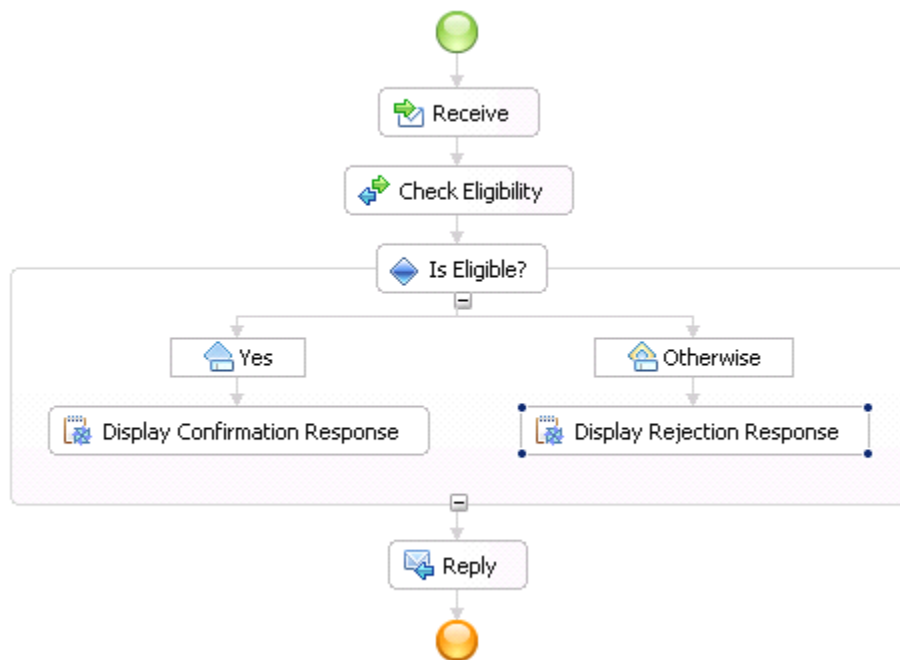 Receive
Check Eligibility
Is Eligible?
Yes
Otherwise
Display Confirmation Response
Display Rejection Response
Reply